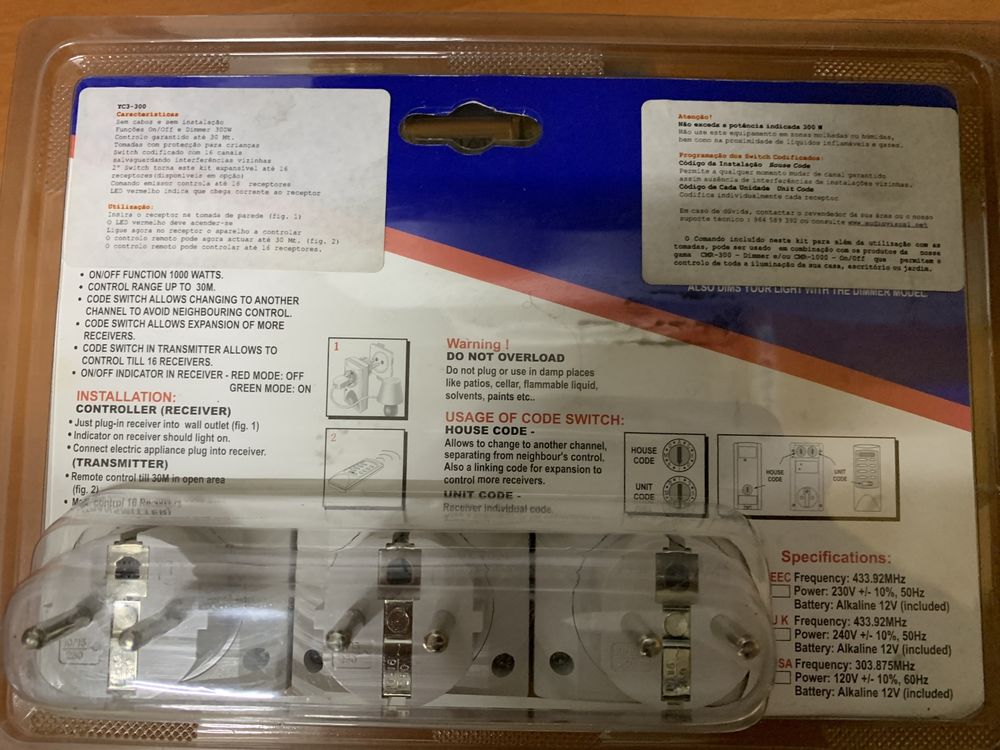 YC3-300
Características
Sem cabos e sem instalação
Funções On/Off e Dimmer 300W
Controlo garantido até 30 Mt.
Tomadas com protecção para crianças
Switch codificado com 16 canais
salvaguardando interferências vizinhas
2º Switch torna este kit expansível até 16
receptores(disponíveis em opção)
Comando emissor controla até 16 receptores
LED vermelho indica que chega corrente ao receptor
Utilização:
Insira o receptor na tomada de parede (fig. 1)
O LED vermelho deve acender-se
Ligue agora no receptor o aparelho a controlar
O controlo remoto pode agora actuar até 30 Mt. (fig. 2)
O controlo remoto pode controlar até 16 receptores.
Atenção!
Não exceda a potência indicada 300 W
Não use este equipamento em zonas molhadas ou húmidas,
bem como na proximidade de líquidos inflamáveis e gases.
Programação dos Switch Codificados:
Código da Instalação House Code
Permite a qualquer momento mudar de canal garantido
assim ausência de interferências de instalações vizinhas.
Código de Cada Unidade Unit Code
Codifica individualmente cada receptor
Em caso de dúvida, contactar o revendedor da sua área ou o nosso
suporte técnico : 964 589 392 ou consulte www.audiovisual.net
O Comando incluído neste kit para além da utilização com as
tomadas, pode ser usado em combinação com os produtos da nossa
gama CMR-300 - Dimmer e/ou CMR-1000 - On/Off que permitem o
controlo de toda a iluminação da sua casa, escritório ou jardim.
ALSO DIMS YOUR LIGHT WITH THE DIMMER MODEL.
• ON/OFF FUNCTION 1000 WATTS.
• CONTROL RANGE UP TO 30M.
• CODE SWITCH ALLOWS CHANGING TO ANOTHER
CHANNEL TO AVOID NEIGHBOURING CONTROL.
• CODE SWITCH ALLOWS EXPANSION OF MORE
RECEIVERS.
• CODE SWITCH IN TRANSMITTER ALLOWS TO
CONTROL TILL 16 RECEIVERS.
• ON/OFF INDICATOR IN RECEIVER - RED MODE: OFF
GREEN MODE: ON
INSTALLATION:
CONTROLLER (RECEIVER)
• Just plug-in receiver into wall outlet (fig. 1)
• Indicator on receiver should light on.
• Connect electric appliance plug into receiver.
(TRANSMITTER)
• Remote control till 30M in open area
(fig. 2)
control 16
1
2
Warning !
DO NOT OVERLOAD
Do not plug or use in damp places
like patios, cellar, flammable liquid,
solvents, paints etc..
USAGE OF CODE SWITCH:
HOUSE CODE -
Allows to change to another channel,
separating from neighbour's control.
Also a linking code for expansion to
control more receivers.
UNIT CODE -
Receiver individual code.
HOUSE
CODE
UNIT
CODE
HOUSE
CODE
UNIT
CODE
Specifications:
EEC Frequency: 433.92MHz
Power: 230V +/- 10%, 50Hz
Battery: Alkaline 12V (included)
U K Frequency: 433.92MHz
Power: 240V +/- 10%, 50Hz
Battery: Alkaline 12V (included)
SA Frequency: 303.875MHz
Power: 120V +/- 10%, 60Hz
Battery: Alkaline 12V (included)